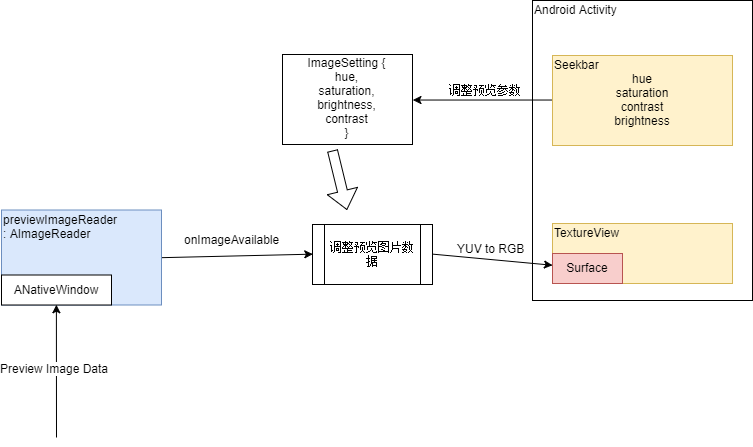 Android Activity
ImageSetting {
hue,
saturation,
brightness,
contrast
}
调整预览参数
Seekbar
hue
saturation
contrast
brightness
previewImageReader
: AImageReader
onImageAvailable
调整预览图片数
据
YUV to RGB
TextureView
Surface
ANativeWindow
Preview Image Data